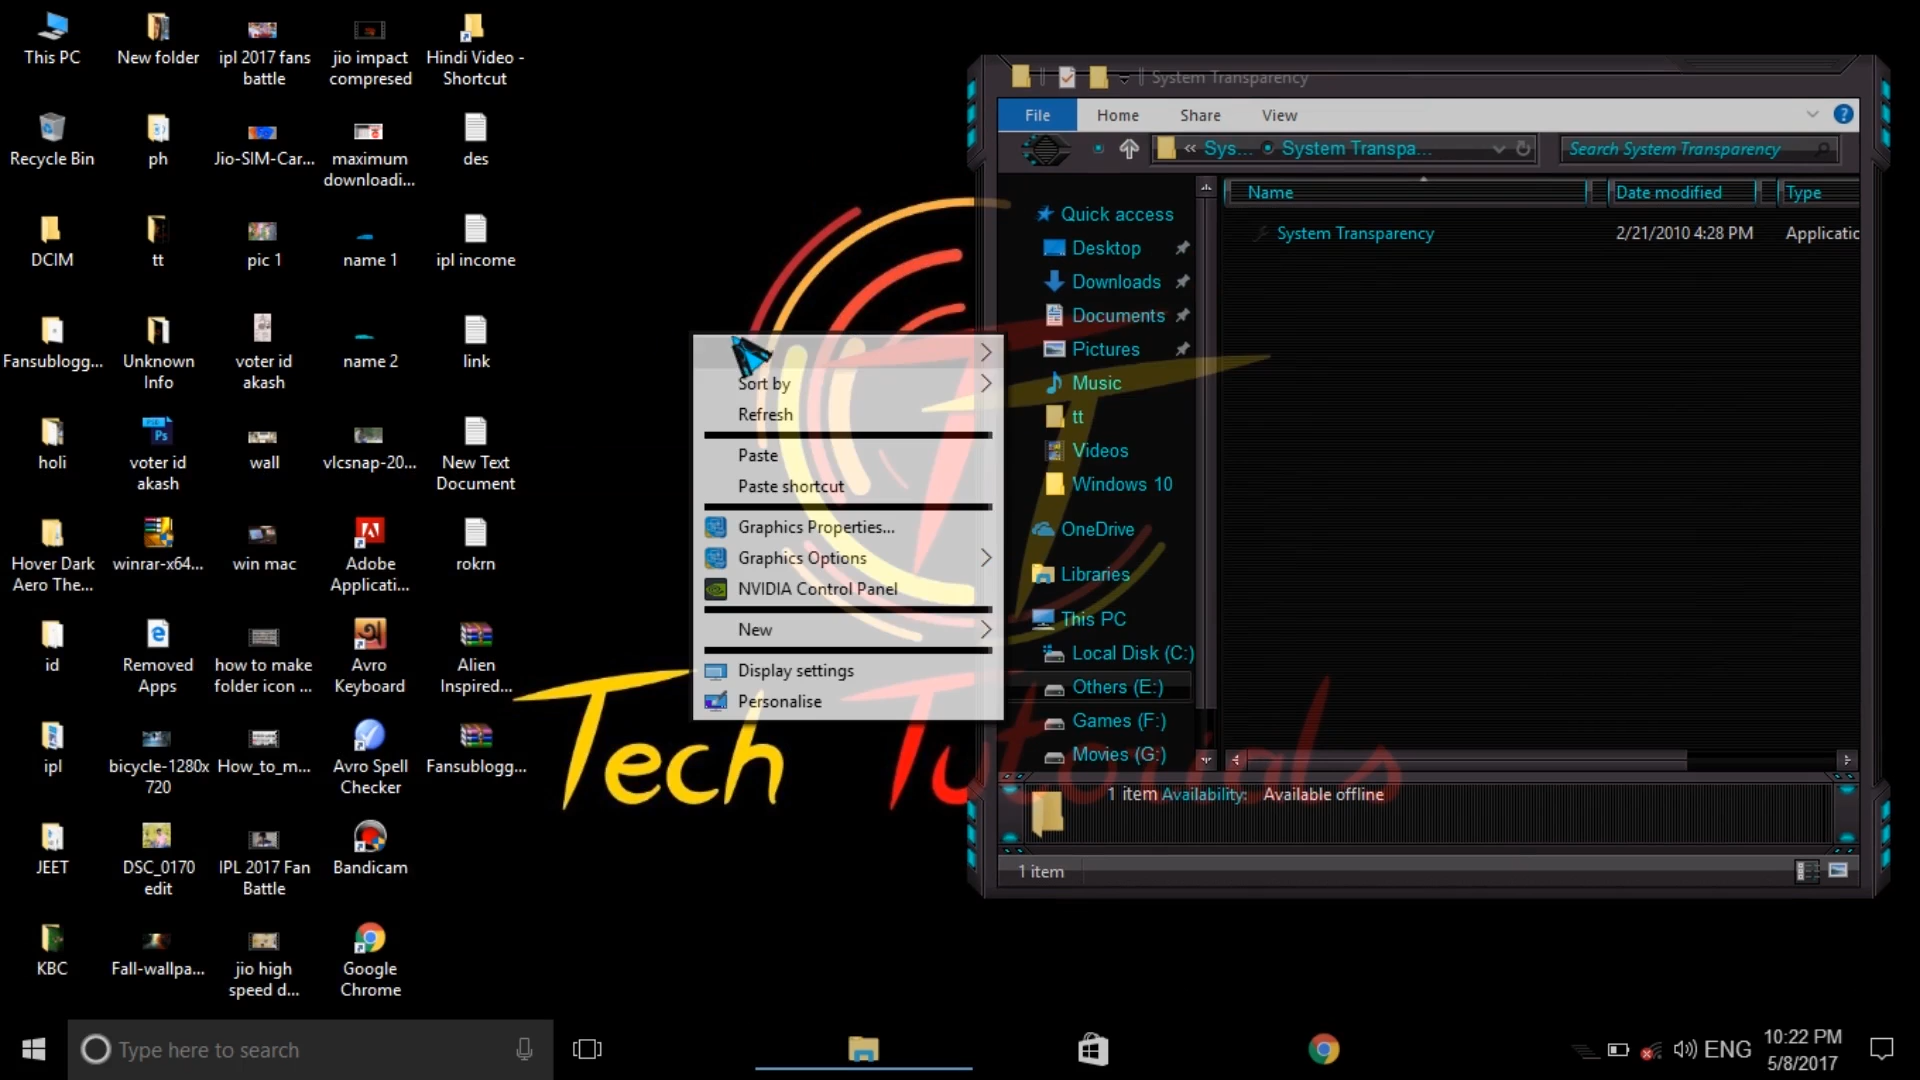 This PC
New folder
ipl 2017 fans
battle
jio impact
compresed
Hindi Video -
Shortcut
Recycle Bin
ph
Jio-SIM-Car...
maximum
downloadi...
des
DCIM
tt
pic 1
name 1
ipl income
Fansublogg...
Unknown
Info
voter id
akash
name 2
link
holi
voter id
akash
wall
vlcsnap-20...
New Text
Document
Hover Dark
Aero The...
winrar-x64...
win mac
Adobe
Applicati...
rokrn
id
Removed
Apps
how to make
folder icon ...
Avro
Keyboard
Alien
Inspired...
ipl
bicycle-1280x
720
How_to_m...
Avro Spell
Checker
Fansublogg...
JEET
DSC_0170
edit
IPL 2017 Fan
Battle
Bandicam
KBC
Fall-wallpa...
jio high
speed d...
Google
Chrome
Sort by
Refresh
Paste
Paste shortcut
Graphics Properties...
Graphics Options
NVIDIA Control Panel
New
Display settings
Personalise
Tech Tutorials
System Transparency
File
Home
Share
View
« Sys...
System Transpa...
Search System Transparency
Name
Date modified
Type
System Transparency
2/21/2010 4:28 PM
Applicatic
Quick access
Desktop
Downloads
Documents
Pictures
Music
tt
Videos
Windows 10
OneDrive
Libraries
This PC
Local Disk (C:)
Others (E:)
Games (F:)
Movies (G:)
1 item Availability: Available offline
1 item
Type here to search
ENG
10:22 PM
5/8/2017